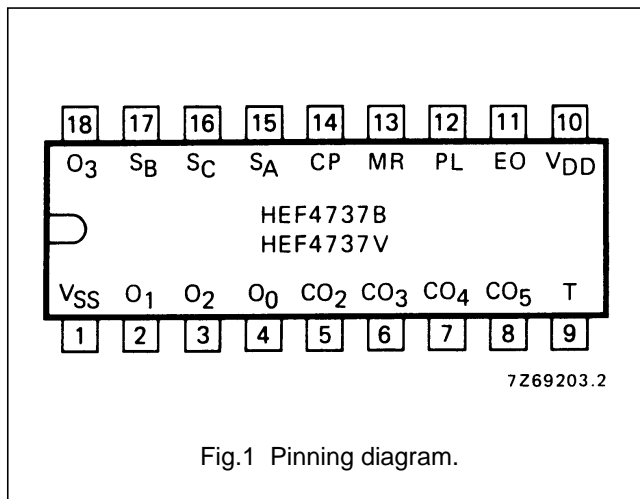 18 17 16 15 14 13 12 11 10
O3 SB SC SA CP MR PL EO VDD
HEF4737B
HEF4737V
VSS O1 O2 O0 CO2 CO3 CO4 CO5 T
1 2 3 4 5 6 7 8 9
7Z69203.2
Fig.1 Pinning diagram.